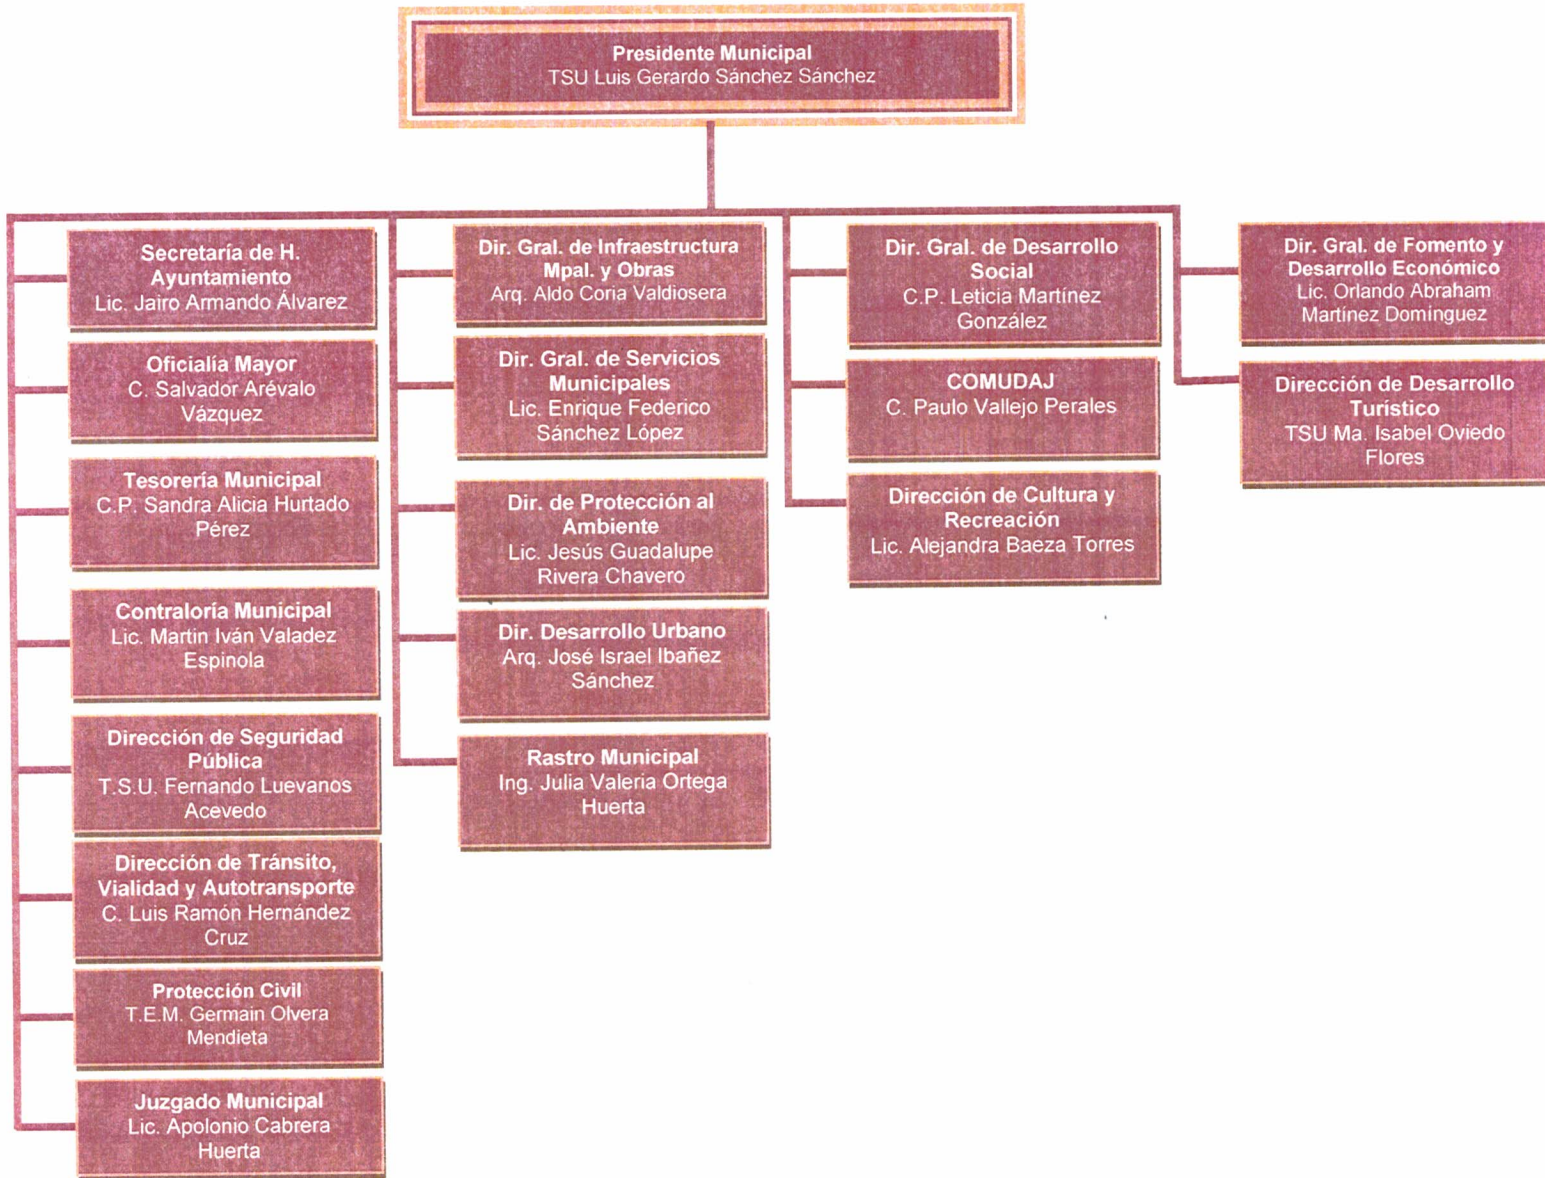 Presidente Municipal
TSU Luis Gerardo Sánchez Sánchez
Secretaría de H.
Ayuntamiento
Lic. Jairo Armando Álvarez
Oficialía Mayor
C. Salvador Arévalo
Vázquez
Tesorería Municipal
C.P. Sandra Alicia Hurtado
Pérez
Contraloría Municipal
Lic. Martin Iván Valadez
Espinola
Dirección de Seguridad
Pública
T.S.U. Fernando Luevanos
Acevedo
Dirección de Tránsito,
Vialidad y Autotransporte
C. Luis Ramón Hernández
Cruz
Protección Civil
T.E.M. Germain Olvera
Mendieta
Juzgado Municipal
Lic. Apolonio Cabrera
Huerta
Dir. Gral. de Infraestructura
Mpal. y Obras
Arq. Aldo Coria Valdiosera
Dir. Gral. de Servicios
Municipales
Lic. Enrique Federico
Sánchez López
Dir. de Protección al
Ambiente
Lic. Jesús Guadalupe
Rivera Chavero
Dir. Desarrollo Urbano
Arq. José Israel Ibañez
Sánchez
Rastro Municipal
Ing. Julia Valeria Ortega
Huerta
Dir. Gral. de Desarrollo
Social
C.P. Leticia Martínez
González
COMUDAJ
C. Paulo Vallejo Perales
Dirección de Cultura y
Recreación
Lic. Alejandra Baeza Torres
Dir. Gral. de Fomento y
Desarrollo Económico
Lic. Orlando Abraham
Martínez Domínguez
Dirección de Desarrollo
Turístico
TSU Ma. Isabel Oviedo
Flores